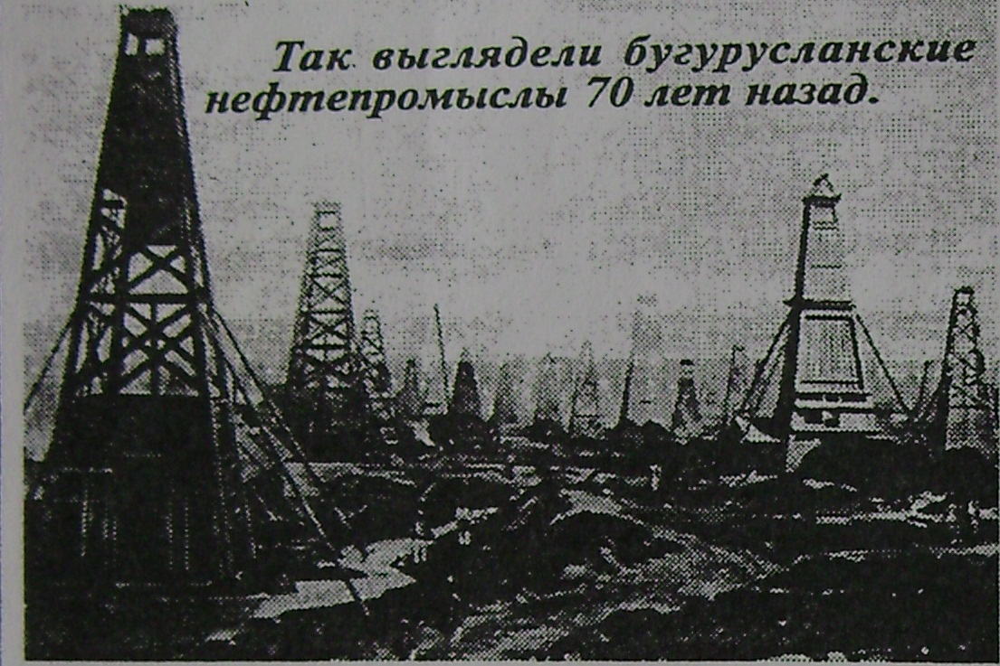 Так выглядели бугурусланские
нефтепромыслы 70 лет назад.